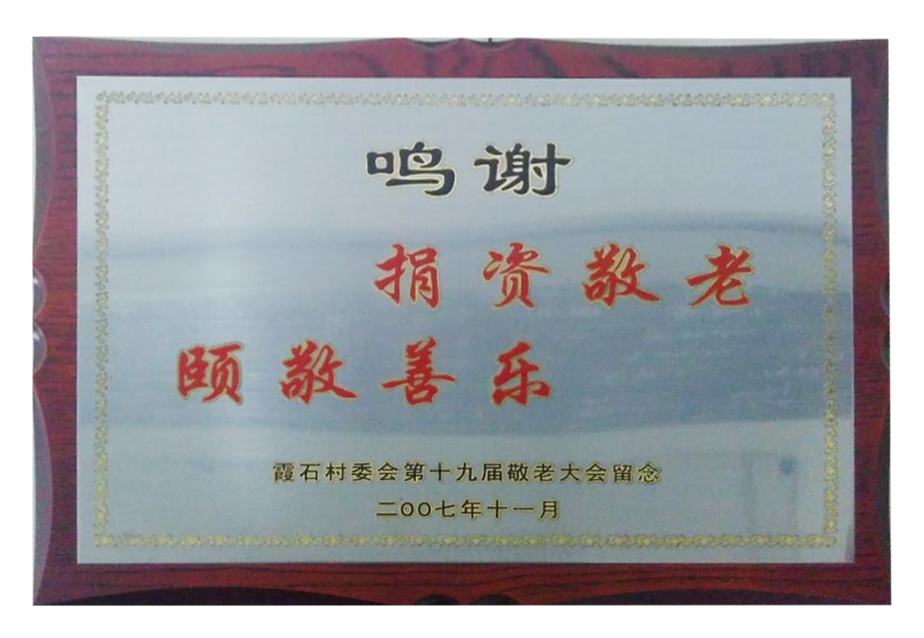 鸣谢
捐资敬老
颐敬善乐
霞石村委会第十九届敬老大会留念
二OO七年十一月